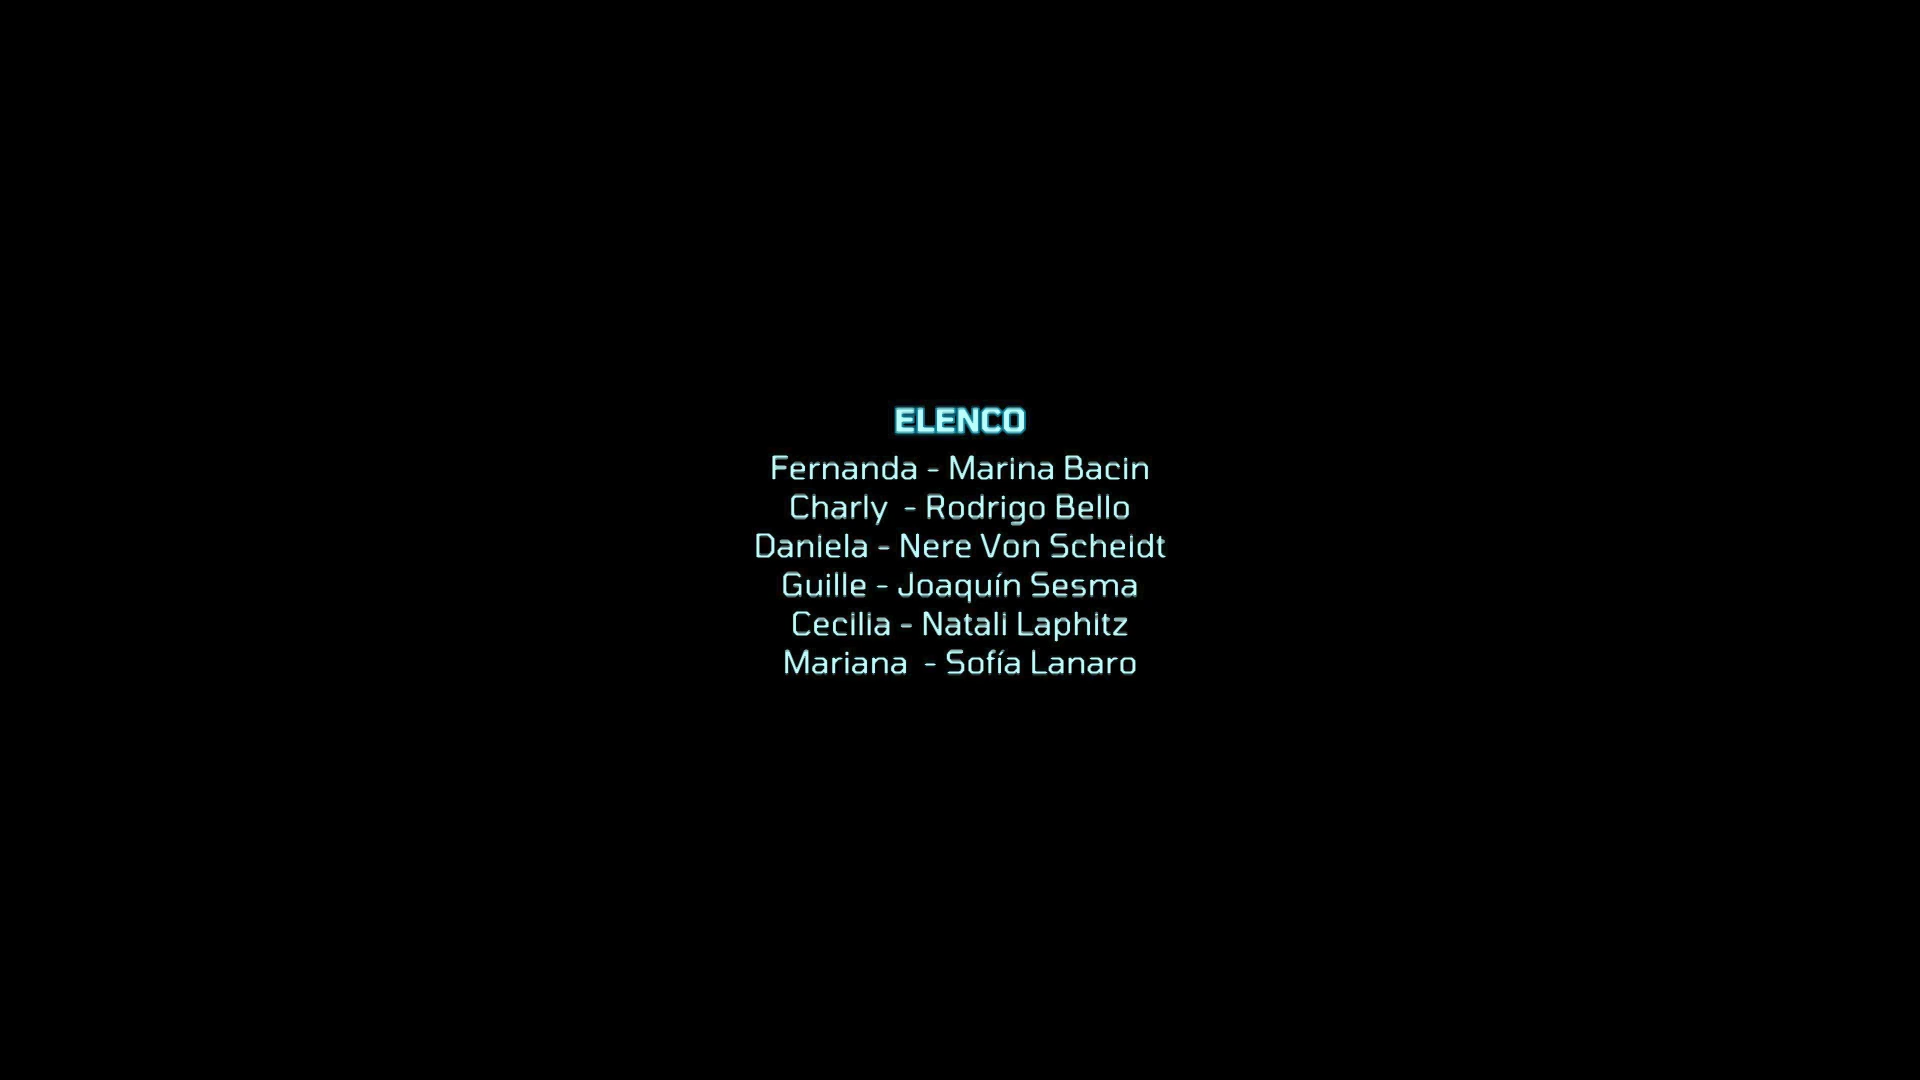 ELENCO
Fernanda - Marina Bacin
Charly  - Rodrigo Bello
Daniela - Nere Von Scheidt
Guille - Joaquín Sesma
Cecilia - Natali Laphitz
Mariana  - Sofía Lanaro